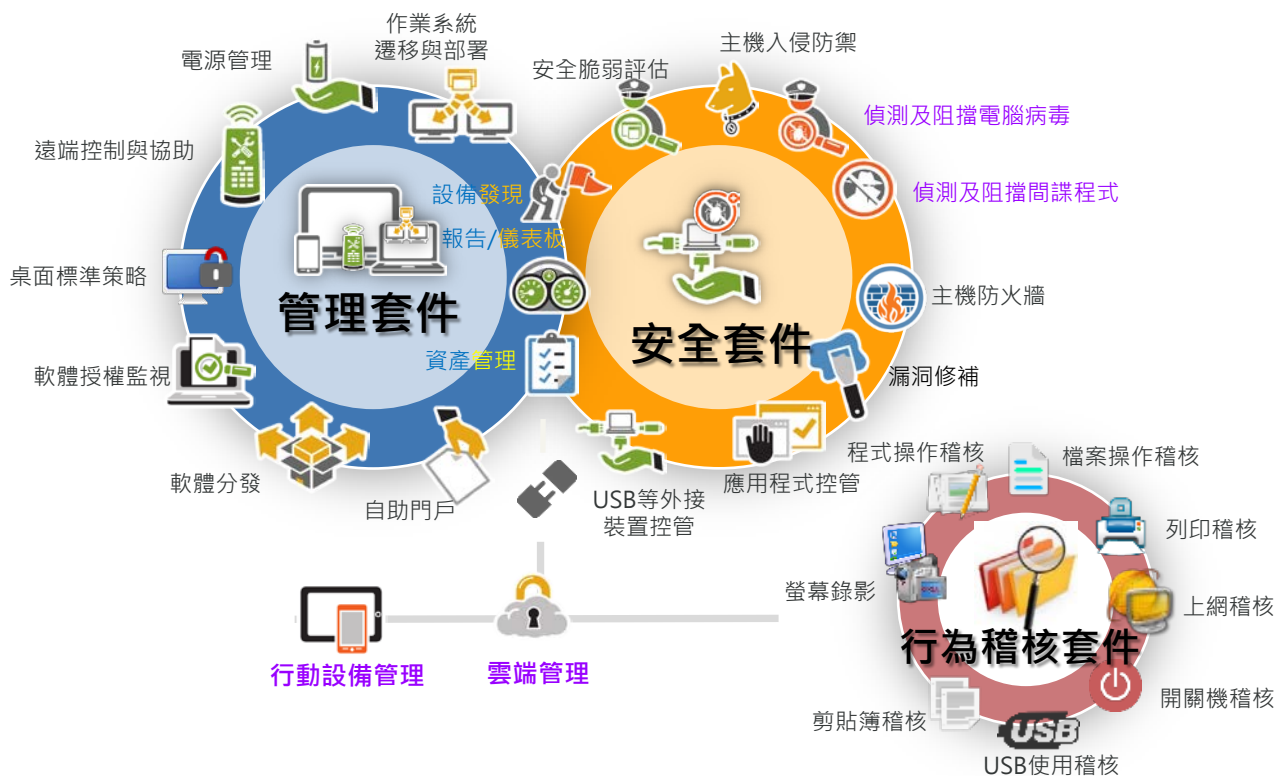 作業系統
遷移與部署
電源管理
遠端控制與協助
桌面標準策略
軟體授權監視
軟體分發
自助門戶
管理套件
設備發現
報告/儀表板
資產管理
安全脆弱評估
主機入侵防禦
偵測及阻擋電腦病毒
偵測及阻擋間諜程式
主機防火牆
漏洞修補
應用程式控管
USB等外接
裝置控管
安全套件
行動設備管理
雲端管理
程式操作稽核
檔案操作稽核
列印稽核
上網稽核
開關機稽核
USB
USB使用稽核
剪貼簿稽核
螢幕錄影
行為稽核套件